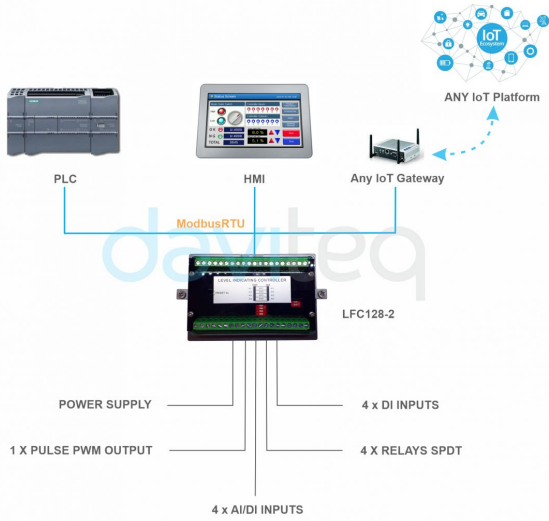 IoT
Ecosystem
ANY IoT Platform
SIEMENS
PLC
HMI
Any IoT Gateway
ModbusRTU
daviteq
LEVEL INDICATING CONTROLLER
LFC128-2
POWER SUPPLY
4 x DI INPUTS
1 X PULSE PWM OUTPUT
4 X RELAYS SPDT
4 x AI/DI INPUTS